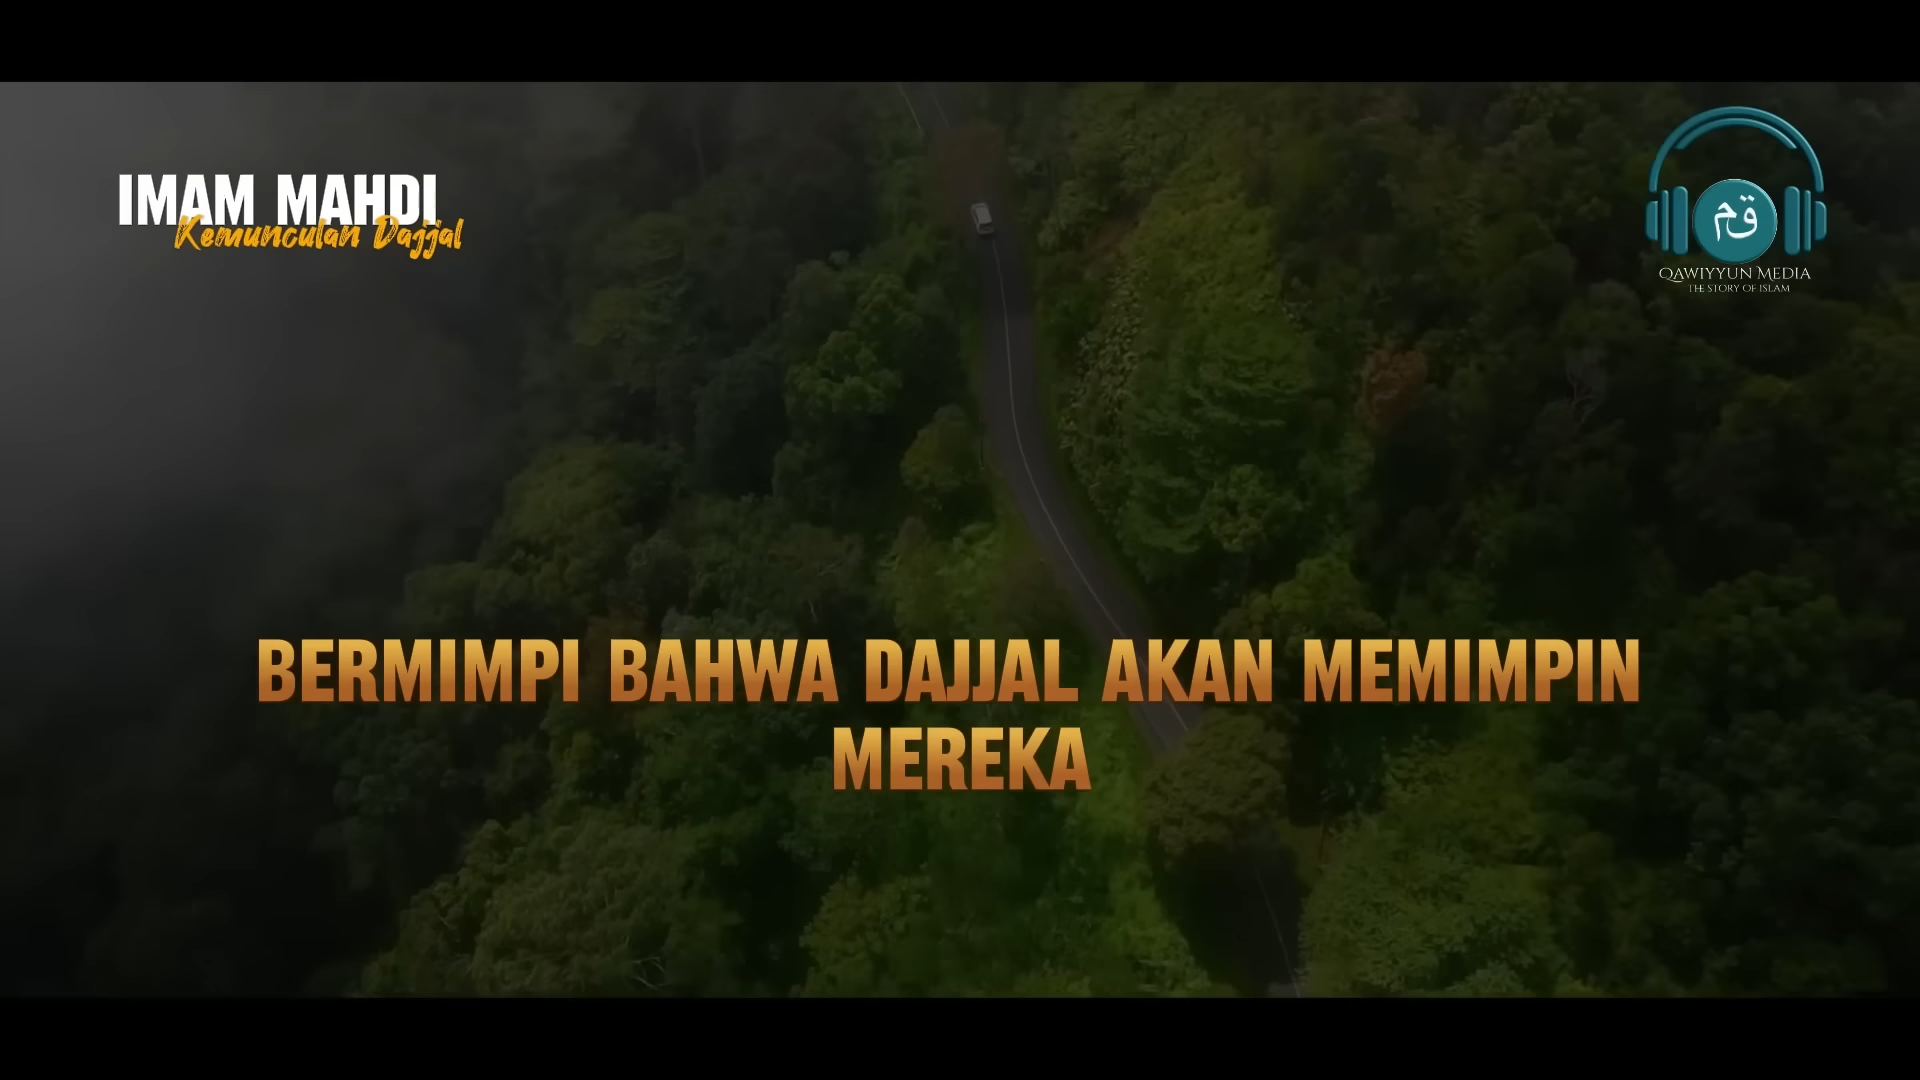 IMAM MAHDI
Kemunculan Dajjal
قم
QAWIYYUN MEDIA
THE STORY OF ISLAM
BERMIMPI BAHWA DAJJAL AKAN MEMIMPIN
MEREKA